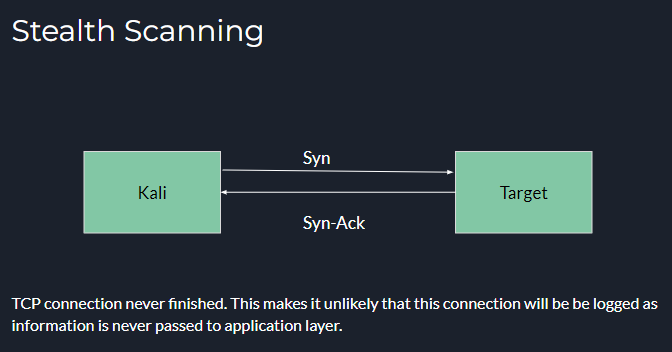 Stealth Scanning
Syn
Kali
Target
Syn-Ack
TCP connection never finished. This makes it unlikely that this connection will be be logged as
information is never passed to application layer.